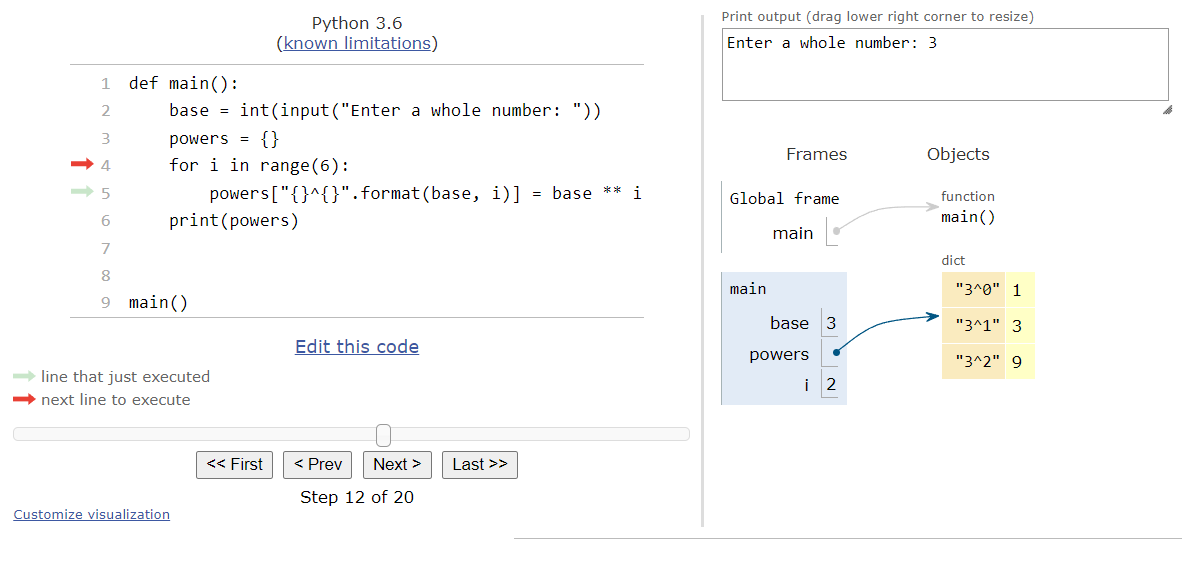 Python 3.6
(known limitations)
1 def main():
2     base = int(input("Enter a whole number: "))
3     powers = {}
4     for i in range(6):
5         powers["{}^{}".format(base, i)] = base ** i
6     print(powers)
7
8
9 main()
Edit this code
line that just executed
next line to execute
<< First < Prev Next > Last >>
Step 12 of 20
Customize visualization
Print output (drag lower right corner to resize)
Enter a whole number: 3
Frames Objects
Global frame
main
function
main()
main
base 3
powers
i 2
dict
"3^0" 1
"3^1" 3
"3^2" 9